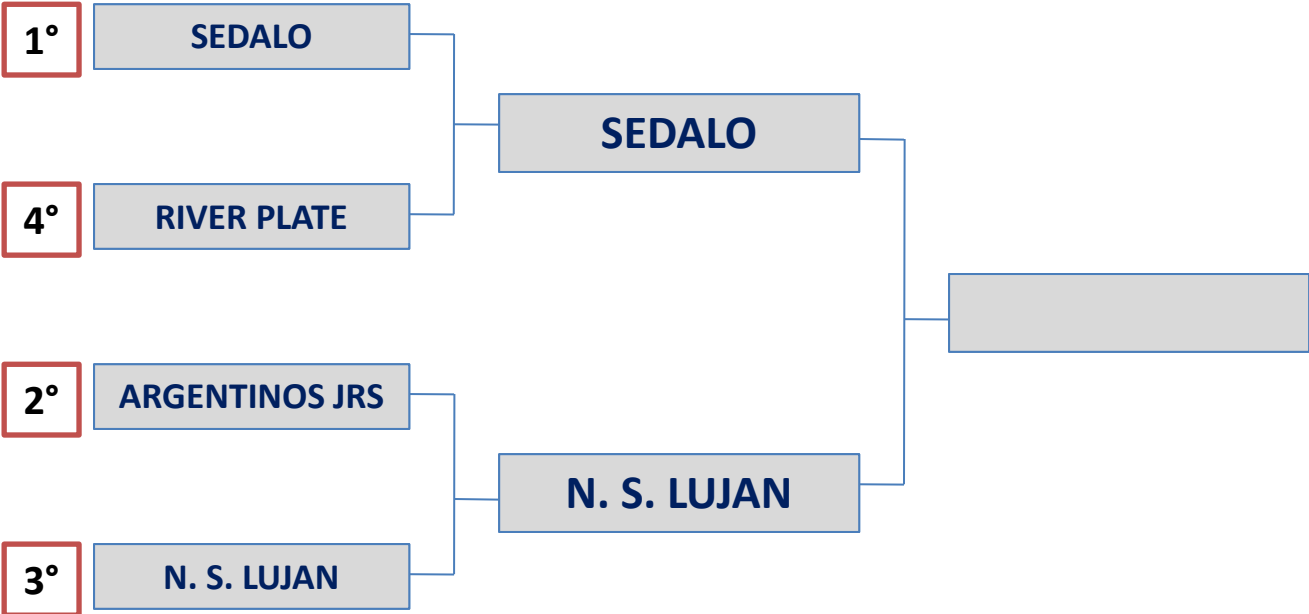 1°
SEDALO
4°
RIVER PLATE
2°
ARGENTINOS JRS
3°
N. S. LUJAN
SEDALO
N. S. LUJAN